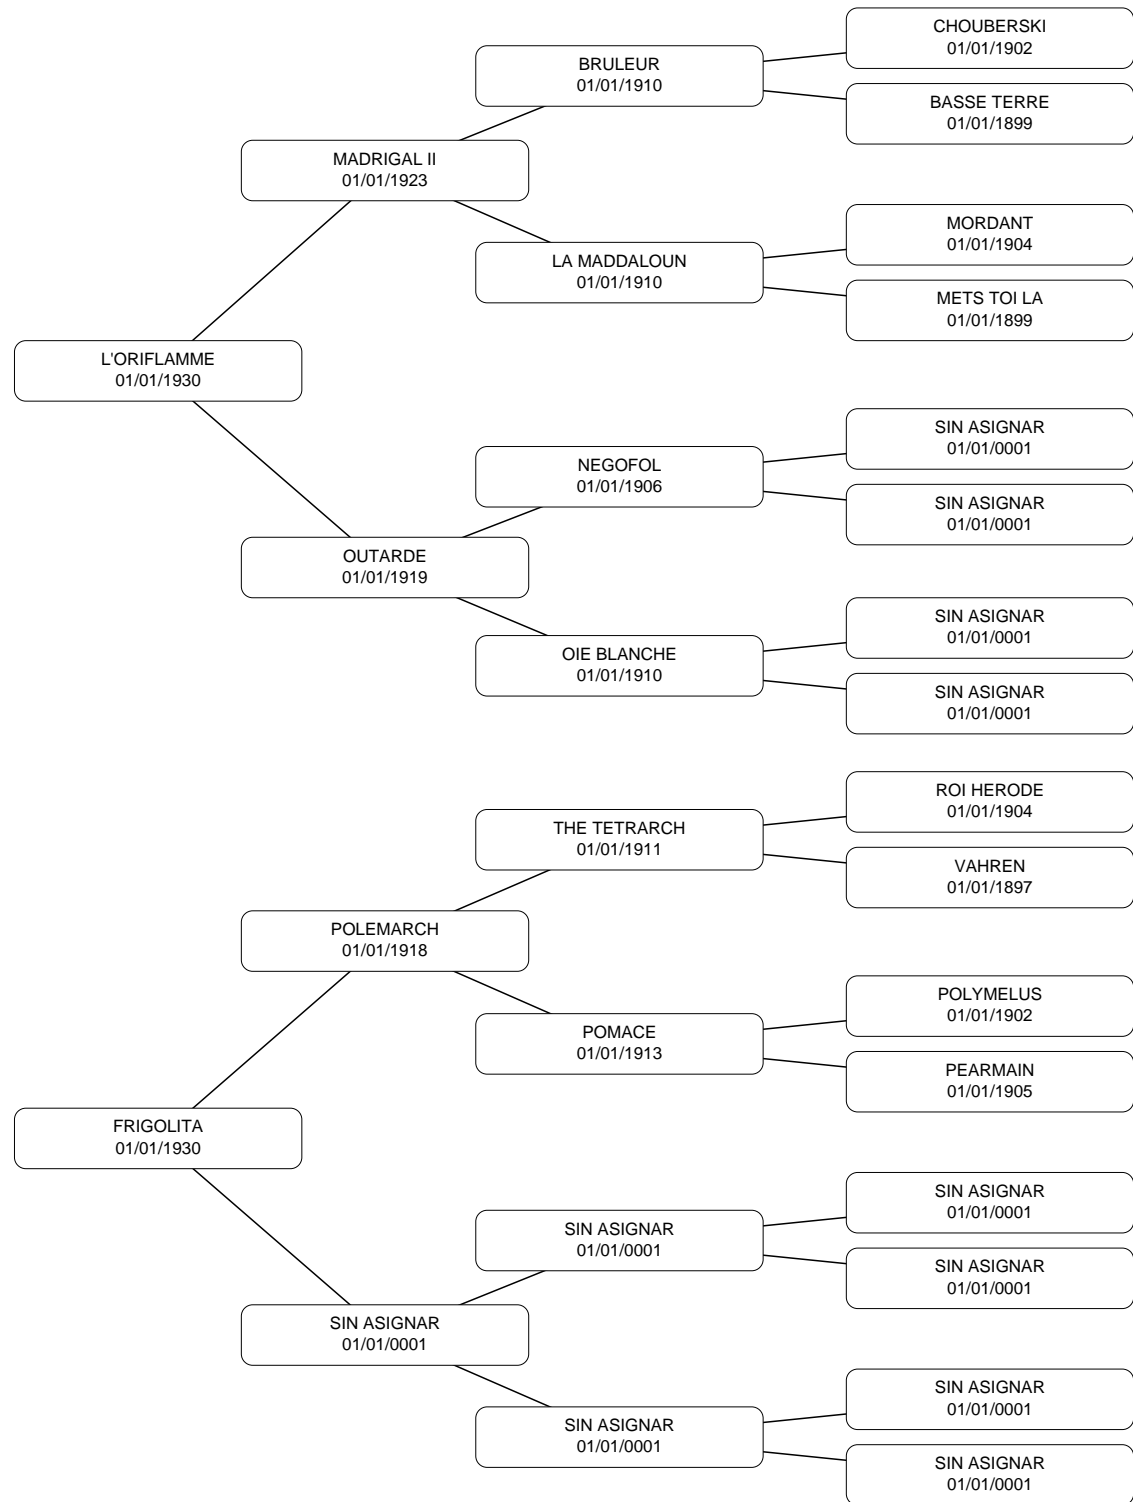 CHOUBERSKI
01/01/1902
BRULEUR
01/01/1910
BASSE TERRE
01/01/1899
MADRIGAL II
01/01/1923
MORDANT
01/01/1904
LA MADDALOUN
01/01/1910
METS TOI LA
01/01/1899
L'ORIFLAMME
01/01/1930
SIN ASIGNAR
01/01/0001
NEGOFOL
01/01/1906
SIN ASIGNAR
01/01/0001
OUTARDE
01/01/1919
SIN ASIGNAR
01/01/0001
OIE BLANCHE
01/01/1910
SIN ASIGNAR
01/01/0001
ROI HERODE
01/01/1904
THE TETRARCH
01/01/1911
VAHREN
01/01/1897
POLEMARCH
01/01/1918
POLYMELUS
01/01/1902
POMACE
01/01/1913
PEARMAIN
01/01/1905
FRIGOLITA
01/01/1930
SIN ASIGNAR
01/01/0001
SIN ASIGNAR
01/01/0001
SIN ASIGNAR
01/01/0001
SIN ASIGNAR
01/01/0001
SIN ASIGNAR
01/01/0001
SIN ASIGNAR
01/01/0001
SIN ASIGNAR
01/01/0001